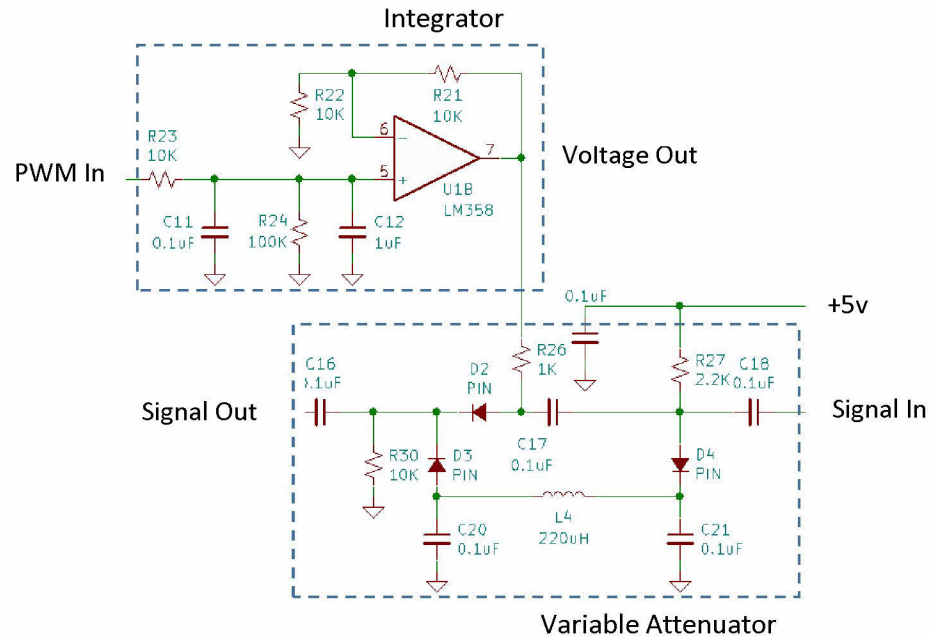 Integrator
R22
10K
R21
10K
R23
10K
6
7
5
PWM In
Voltage Out
U1B
LM358
C11
0.1uF
R24
100K
C12
1uF
0.1uF
+5v
C16
0.1uF
D2
PIN
R26
1K
R27
2.2K
C18
0.1uF
Signal Out
Signal In
R30
10K
D3
PIN
C17
0.1uF
D4
PIN
C20
0.1uF
L4
220uH
C21
0.1uF
Variable Attenuator